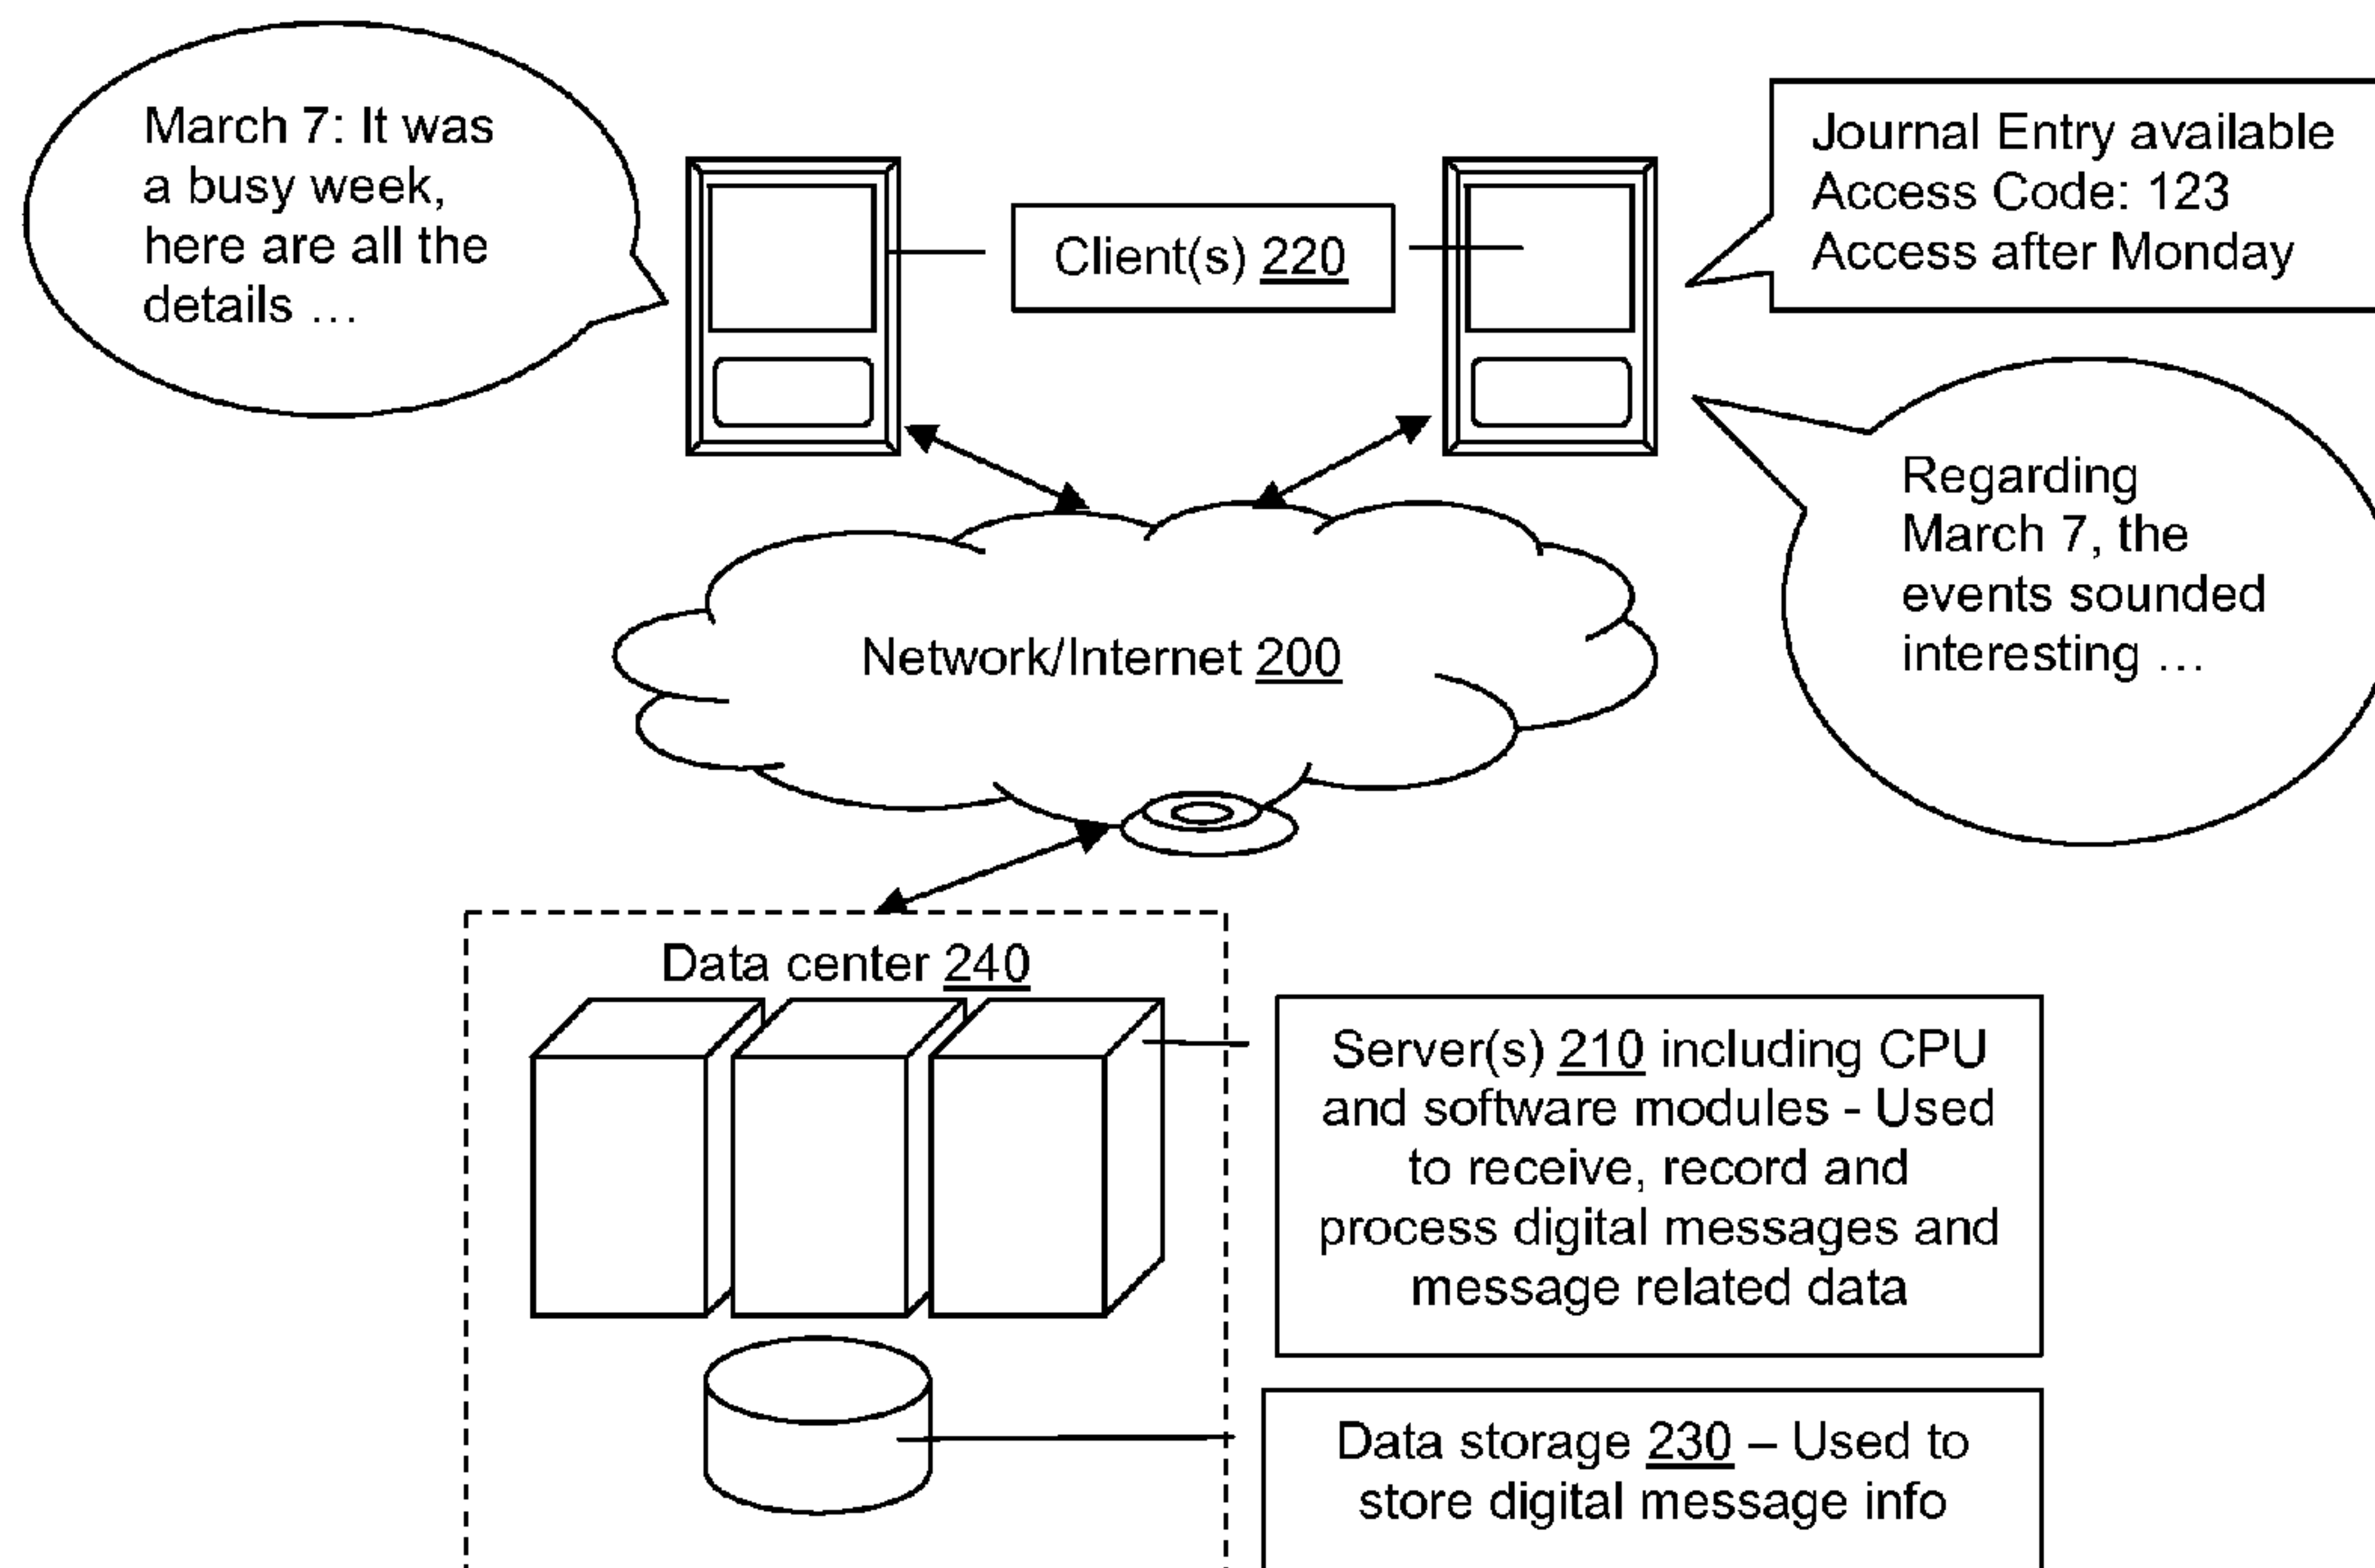 March 7: It was
a busy week,
here are all the
details …
Client(s) 220
Journal Entry available
Access Code: 123
Access after Monday
Regarding
March 7, the
events sounded
interesting …
Network/Internet 200
Data center 240
Server(s) 210 including CPU
and software modules - Used
to receive, record and
process digital messages and
message related data
Data storage 230 – Used to
store digital message info